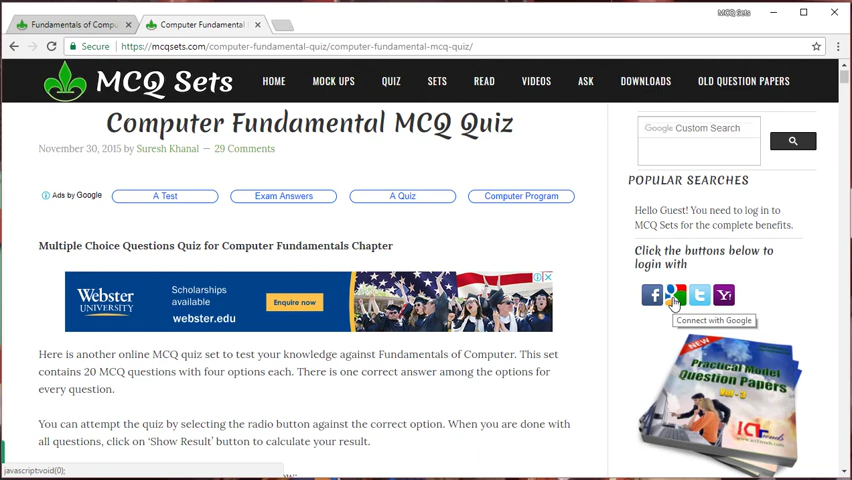 MCQ Sets
Fundamentals of Compu
Computer Fundamental
Secure
https://mcqsets.com/computer-fundamental-quiz/computer-fundamental-mcq-quiz/
MCQ Sets
HOME MOCK UPS QUIZ SETS READ VIDEOS ASK DOWNLOADS OLD QUESTION PAPERS
Computer Fundamental MCQ Quiz
November 30, 2015 by Suresh Khanal — 29 Comments
Ads by Google
A Test
Exam Answers
A Quiz
Computer Program
Multiple Choice Questions Quiz for Computer Fundamentals Chapter
Webster
UNIVERSITY
Scholarships
available
webster.edu
Enquire now
Here is another online MCQ quiz set to test your knowledge against Fundamentals of Computer. This set
contains 20 MCQ questions with four options each. There is one correct answer among the options for
every question.
You can attempt the quiz by selecting the radio button against the correct option. When you are done with
all questions, click on ‘Show Result’ button to calculate your result.
javascript:void(0);
Google Custom Search
POPULAR SEARCHES
Hello Guest! You need to log in to
MCQ Sets for the complete benefits.
Click the buttons below to
login with
Connect with Google
NEW
Practical Model
Question Papers
Vol - 3
ICT Trends